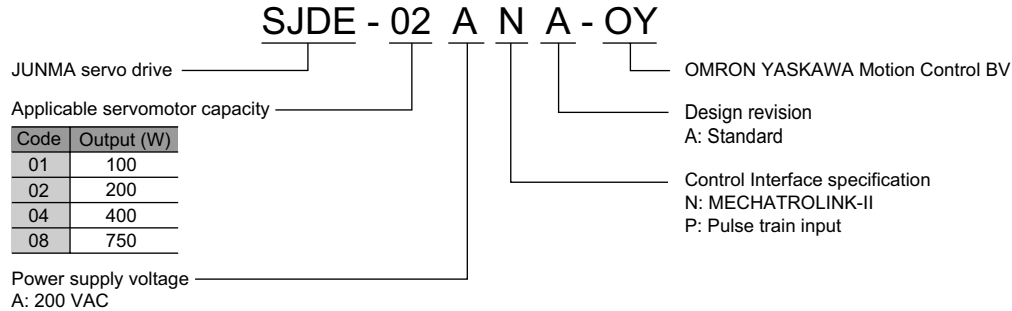 SJDE - 02 A N A - OY
JUNMA servo drive
Applicable servomotor capacity
Code Output (W)
01 100
02 200
04 400
08 750
Power supply voltage
A: 200 VAC
OMRON YASKAWA Motion Control BV
Design revision
A: Standard
Control Interface specification
N: MECHATROLINK-II
P: Pulse train input